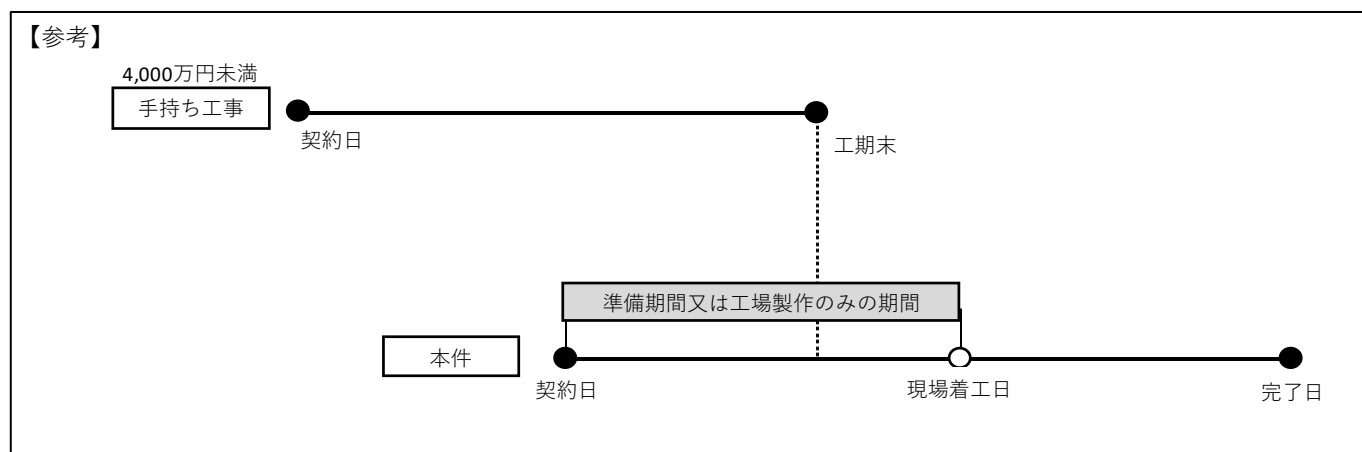 【参考】
4,000万円未満
手持ち工事
契約日
工期末
準備期間又は工場製作のみの期間
本件
契約日
現場着工日
完了日